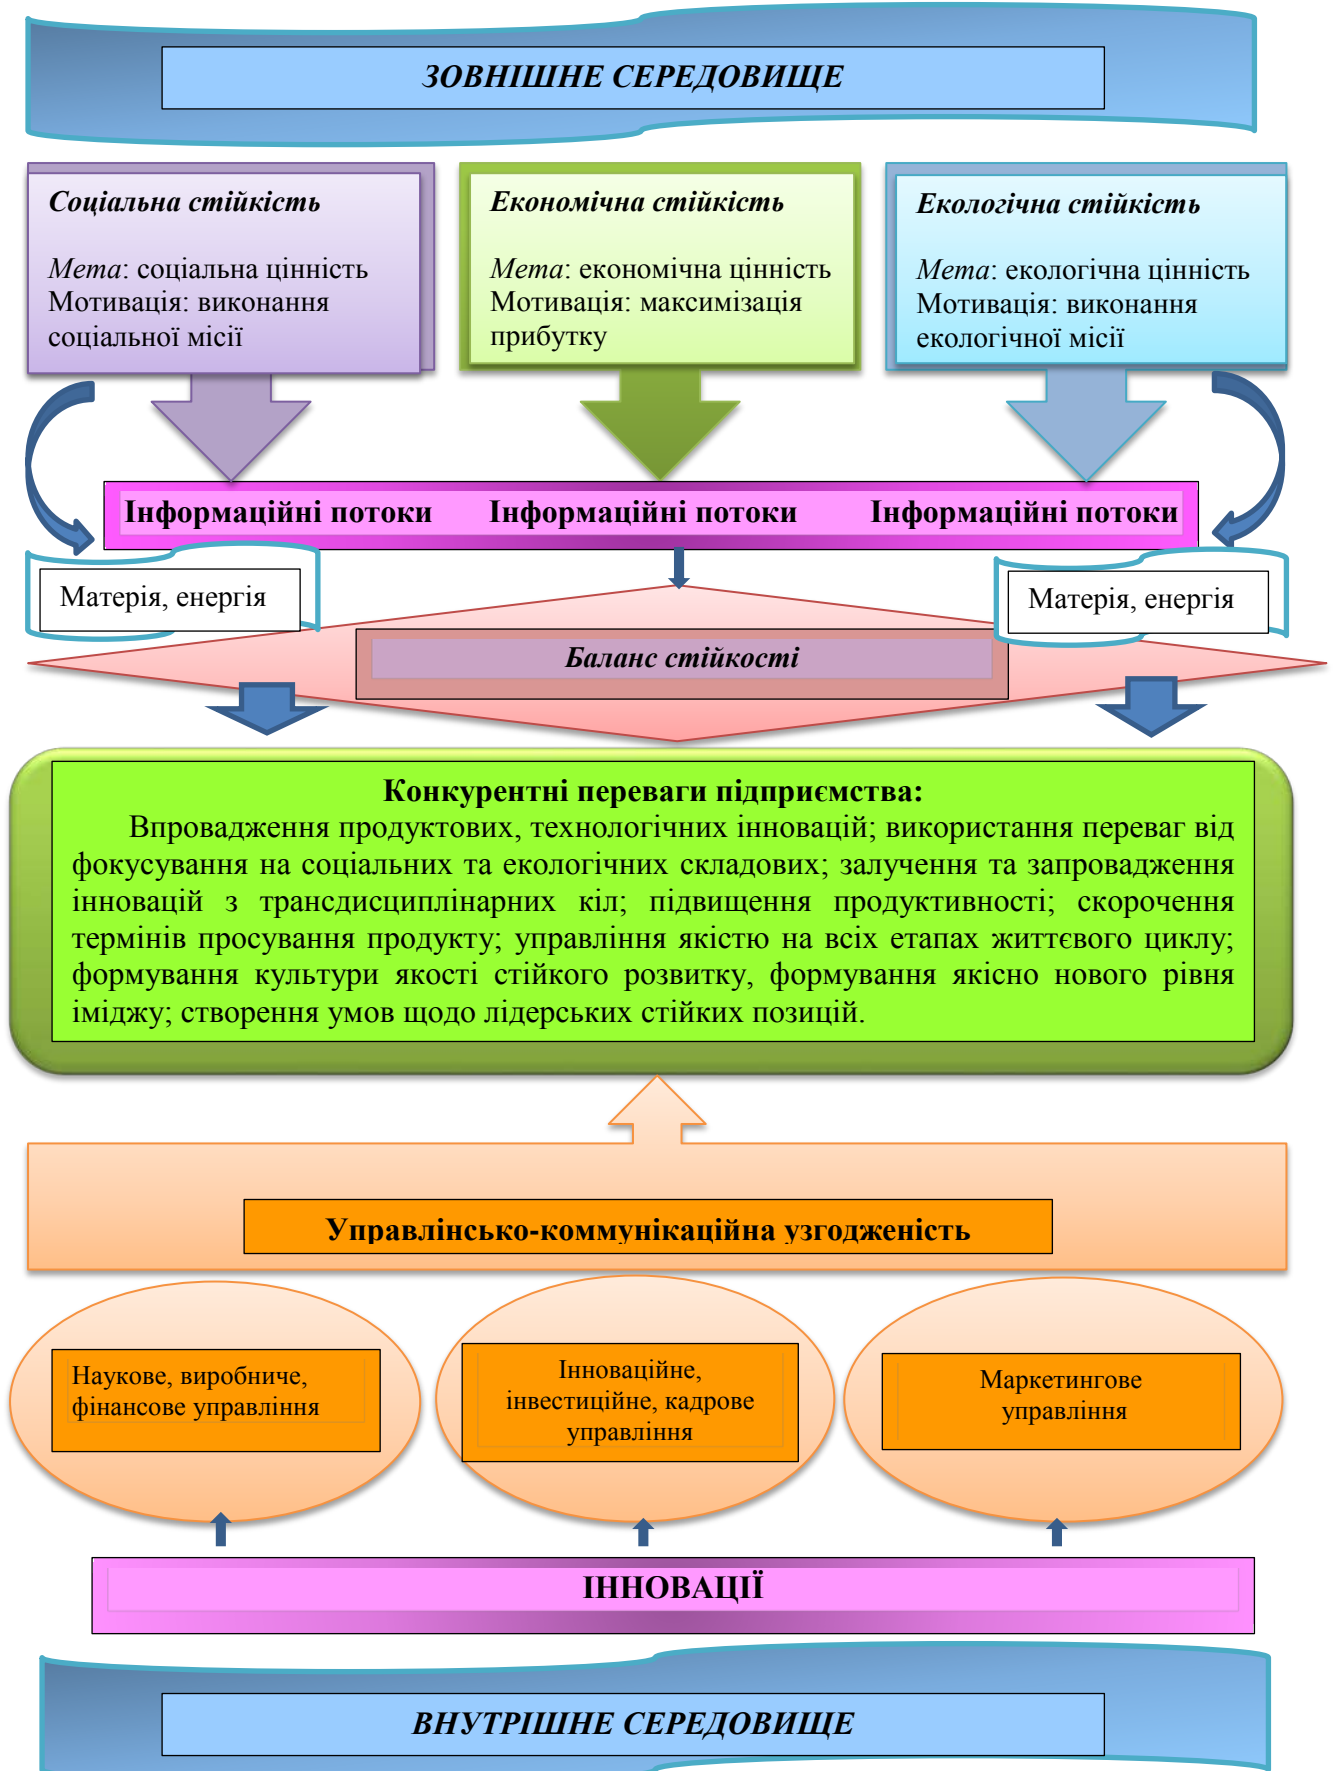 ЗОВНІШНЕ СЕРЕДОВИЩЕ
Соціальна стійкість
Мета: соціальна цінність
Мотивація: виконання
соціальної місії
Економічна стійкість
Мета: економічна цінність
Мотивація: максимізація
прибутку
Екологічна стійкість
Мета: екологічна цінність
Мотивація: виконання
екологічної місії
Інформаційні потоки Інформаційні потоки Інформаційні потоки
Матерія, енергія
Матерія, енергія
Баланс стійкості
Конкурентні переваги підприємства:
Впровадження продуктових, технологічних інновацій; використання переваг від
фокусування на соціальних та екологічних складових; залучення та запровадження
інновацій з трансдисциплінарних кіл; підвищення продуктивності; скорочення
термінів просування продукту; управління якістю на всіх етапах життєвого циклу;
формування культури якості стійкого розвитку, формування якісно нового рівня
іміджу; створення умов щодо лідерських стійких позицій.
Управлінсько-коммунікаційна узгодженість
Наукове, виробниче,
фінансове управління
Інноваційне,
інвестиційне, кадрове
управління
Маркетингове
управління
ІННОВАЦІЇ
ВНУТРІШНЕ СЕРЕДОВИЩЕ